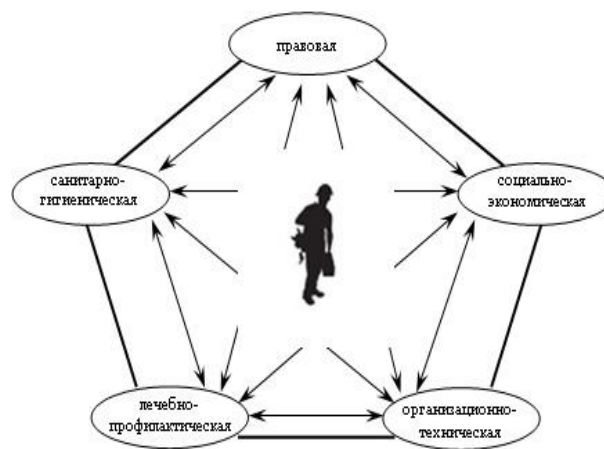 правовая
санитарно-
гигиеническая
социально-
экономическая
лечебно-
профилактическая
организационно-
техническая